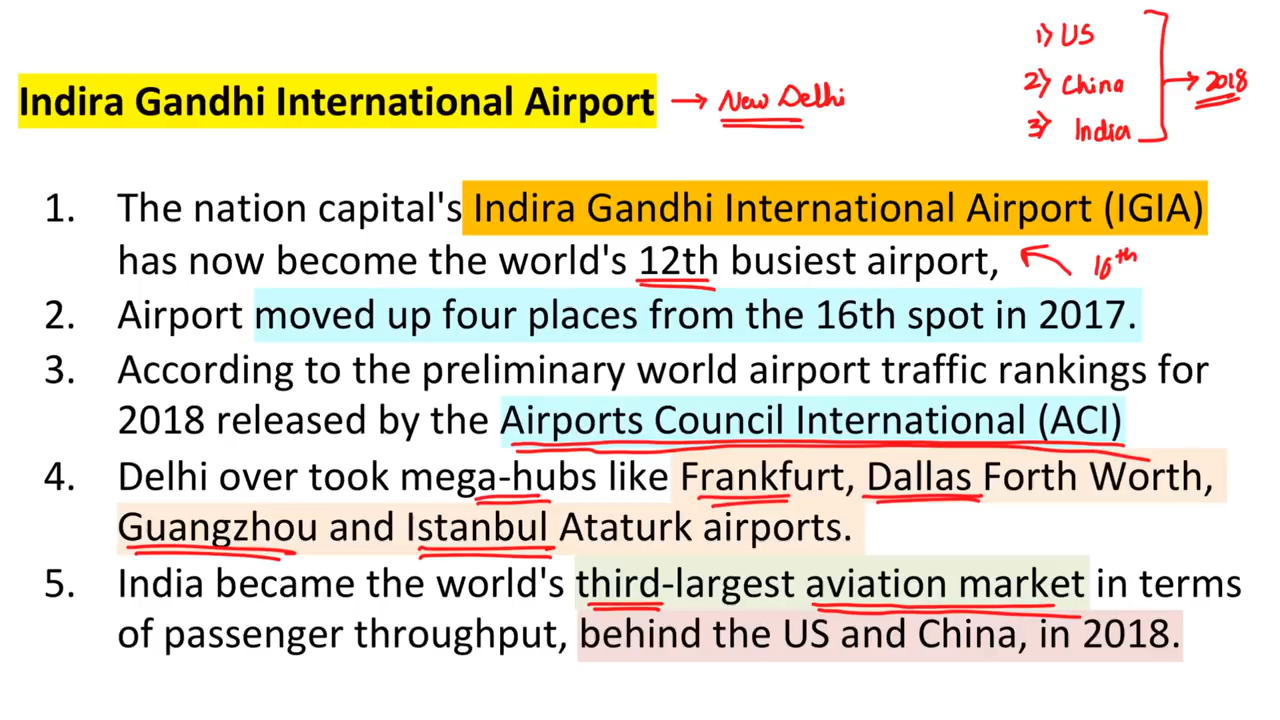 1) US
2) China
3) India
→ 2018
Indira Gandhi International Airport → New Delhi
1. The nation capital's Indira Gandhi International Airport (IGIA)
has now become the world's 12th busiest airport, 16th
2. Airport moved up four places from the 16th spot in 2017.
3. According to the preliminary world airport traffic rankings for
2018 released by the Airports Council International (ACI)
4. Delhi over took mega-hubs like Frankfurt, Dallas Forth Worth,
Guangzhou and Istanbul Ataturk airports.
5. India became the world's third-largest aviation market in terms
of passenger throughput, behind the US and China, in 2018.